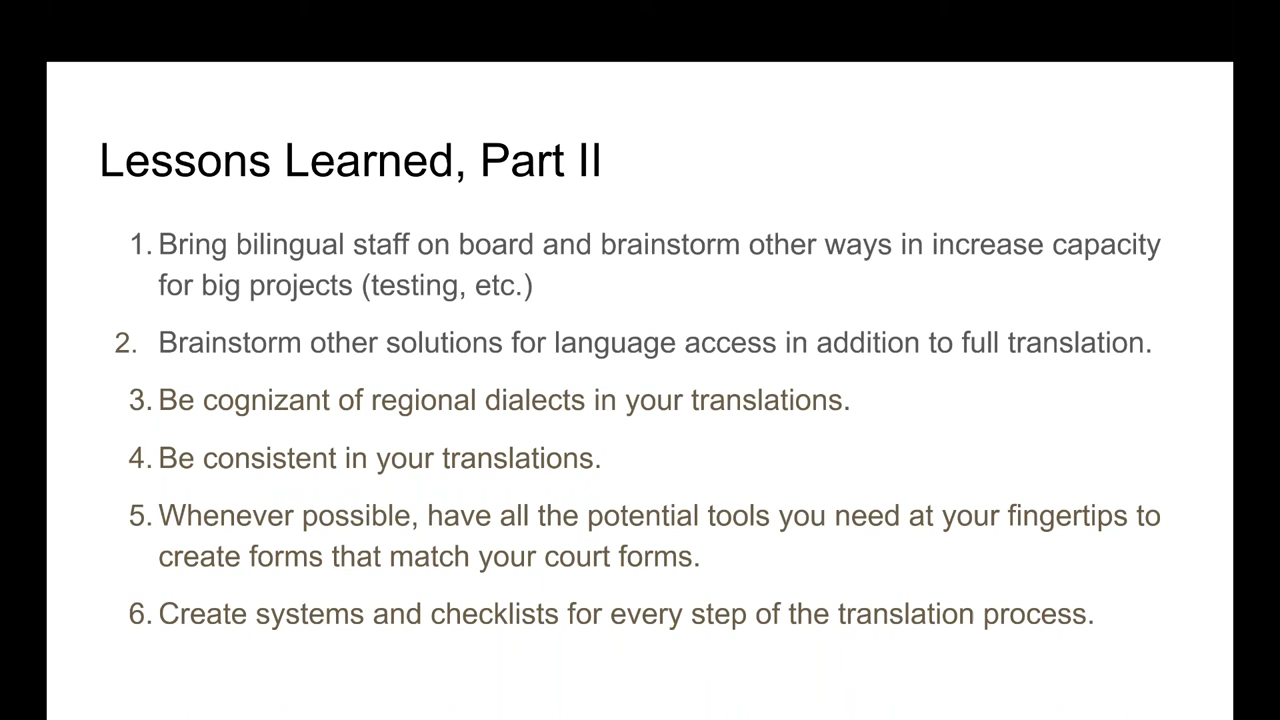 Lessons Learned, Part II
1. Bring bilingual staff on board and brainstorm other ways in increase capacity
for big projects (testing, etc.)
2. Brainstorm other solutions for language access in addition to full translation.
3. Be cognizant of regional dialects in your translations.
4. Be consistent in your translations.
5. Whenever possible, have all the potential tools you need at your fingertips to
create forms that match your court forms.
6. Create systems and checklists for every step of the translation process.